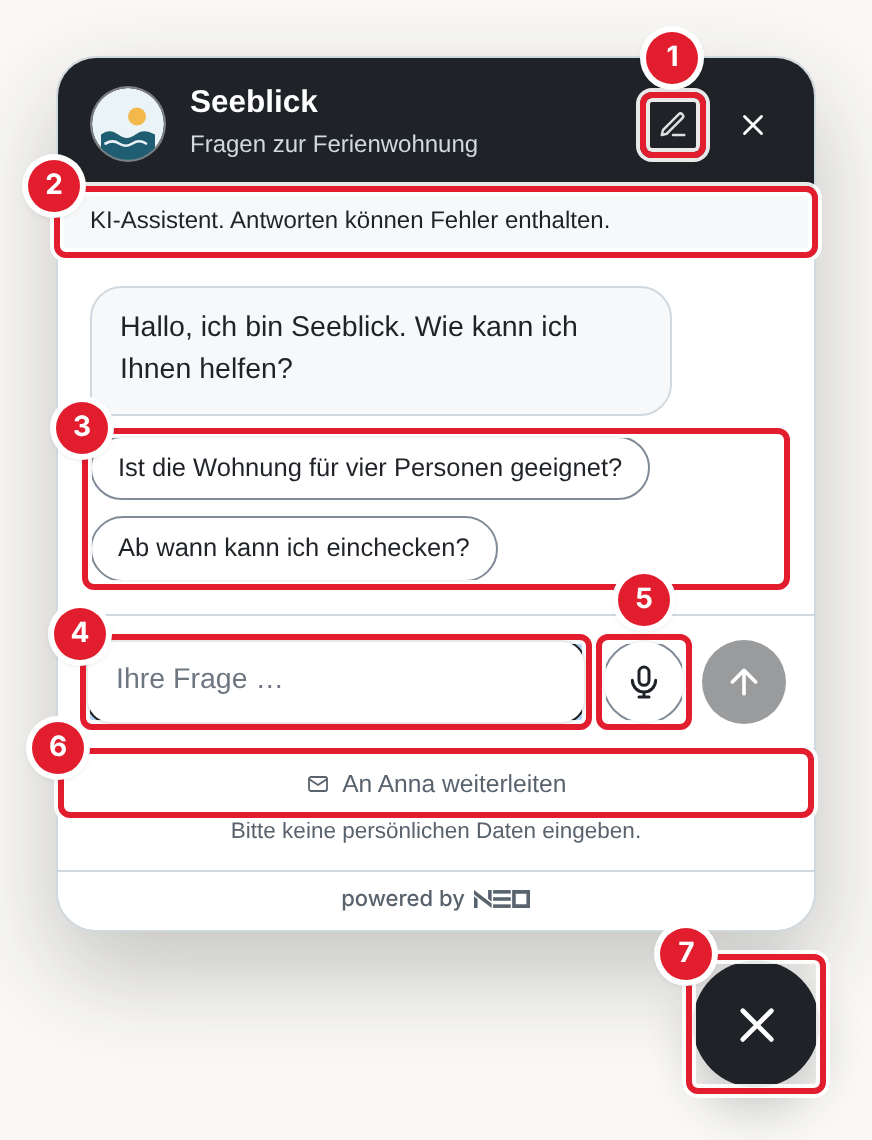 1
Seeblick
Fragen zur Ferienwohnung
2
KI-Assistent. Antworten können Fehler enthalten.
Hallo, ich bin Seeblick. Wie kann ich
Ihnen helfen?
3
Ist die Wohnung für vier Personen geeignet?
Ab wann kann ich einchecken?
5
4
Ihre Frage …
6
An Anna weiterleiten
Bitte keine persönlichen Daten eingeben.
powered by NEO
7